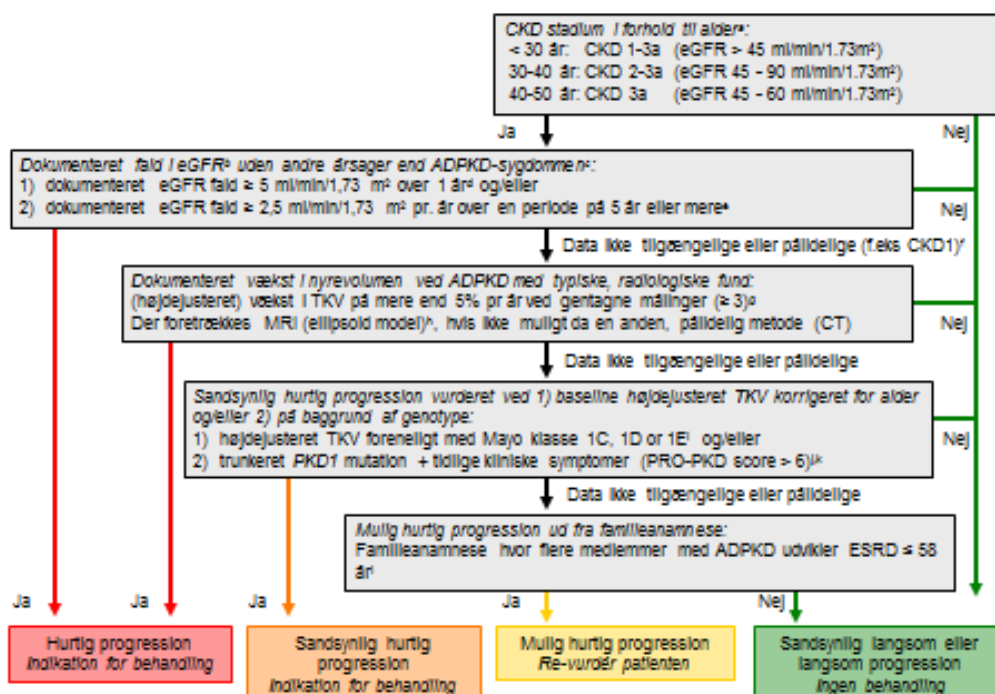 CKD stadium i forhold til alderᵃ:
< 30 år: CKD 1-3a (eGFR > 45 ml/min/1.73m²)
30-40 år: CKD 2-3a (eGFR 45 - 90 ml/min/1.73m²)
40-50 år: CKD 3a (eGFR 45 - 60 ml/min/1.73m²)
Ja
Nej
Dokumenteret fald i eGFRᵇ uden andre årsager end ADPKD-sygdommenᶜ:
1) dokumenteret eGFR fald ≥ 5 ml/min/1,73 m² over 1 årᵈ og/eller
2) dokumenteret eGFR fald ≥ 2,5 ml/min/1,73 m² pr. år over en periode på 5 år eller mereᵉ
Nej
Data ikke tilgængelige eller pålidelige (f.eks CKD1)ᶠ
Dokumenteret vækst i nyrevolumen ved ADPKD med typiske, radiologiske fund:
(højdejusteret) vækst i TKV på mere end 5% pr år ved gentagne målinger (≥ 3)ᵍ
Der foretrækkes MRI (ellipsoid model)ʰ, hvis ikke muligt da en anden, pålidelig metode (CT)
Nej
Data ikke tilgængelige eller pålidelige
Sandsynlig hurtig progression vurderet ved 1) baseline højdejusteret TKV korrigeret for alder
og/eller 2) på baggrund af genotype:
1) højdejusteret TKV foreneligt med Mayo klasse 1C, 1D or 1Eⁱ og/eller
2) trunkeret PKD1 mutation + tidlige kliniske symptomer (PRO-PKD score > 6)ʲ,ᵏ
Nej
Data ikke tilgængelige eller pålidelige
Mulig hurtig progression ud fra familieanamnese:
Familieanamnese hvor flere medlemmer med ADPKD udvikler ESRD ≤ 58
årˡ
Ja
Ja
Ja
Ja
Nej
Hurtig progression
Indikation for behandling
Sandsynlig hurtig
progression
Indikation for behandling
Mulig hurtig progression
Re-vurdér patienten
Sandsynlig langsom eller
langsom progression
Ingen behandling